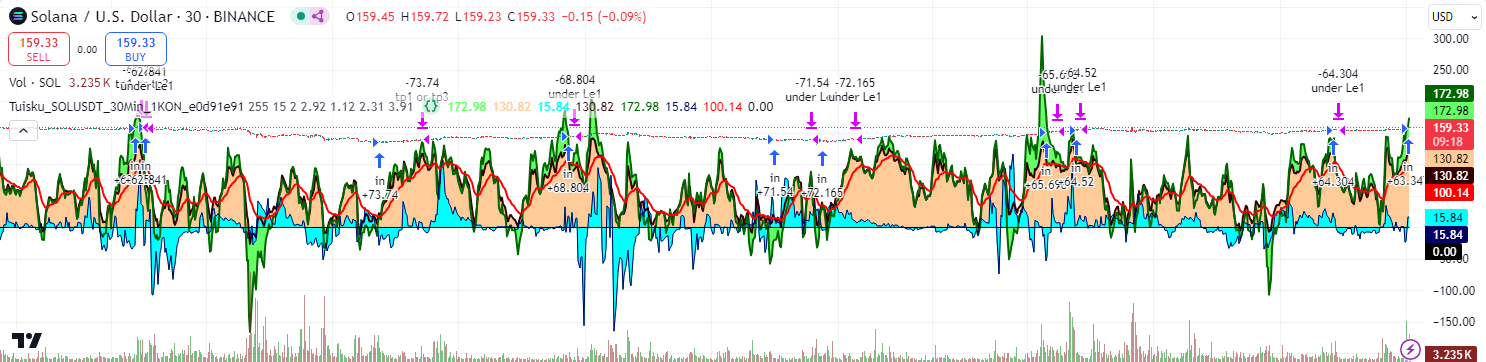 Solana / U.S. Dollar · 30 · BINANCE
O159.45 H159.72 L159.23 C159.33 −0.15 (−0.09%)
USD
159.33
SELL
0.00
159.33
BUY
Vol · SOL 3.235 K
Tuisku_SOLUSDT_30Min_1KON_e0d91e91 255 15 2 2.92 1.12 2.31 3.91 172.98 130.82 15.84 130.82 172.98 15.84 100.14 0.00
under Le1
-73.74
tp1 or tp3
-68.804
under Le1
-71.54
-72.165
under Le1
-64.52
under Le1
-64.304
under Le1
in
in
+73.74
in
+68.804
in
+71.54
in
+72.165
in
in
in
+64.304
in
+63.34
300.00
250.00
172.98
172.98
159.33
09:18
130.82
130.82
100.14
15.84
15.84
0.00
−100.00
−150.00
3.235 K